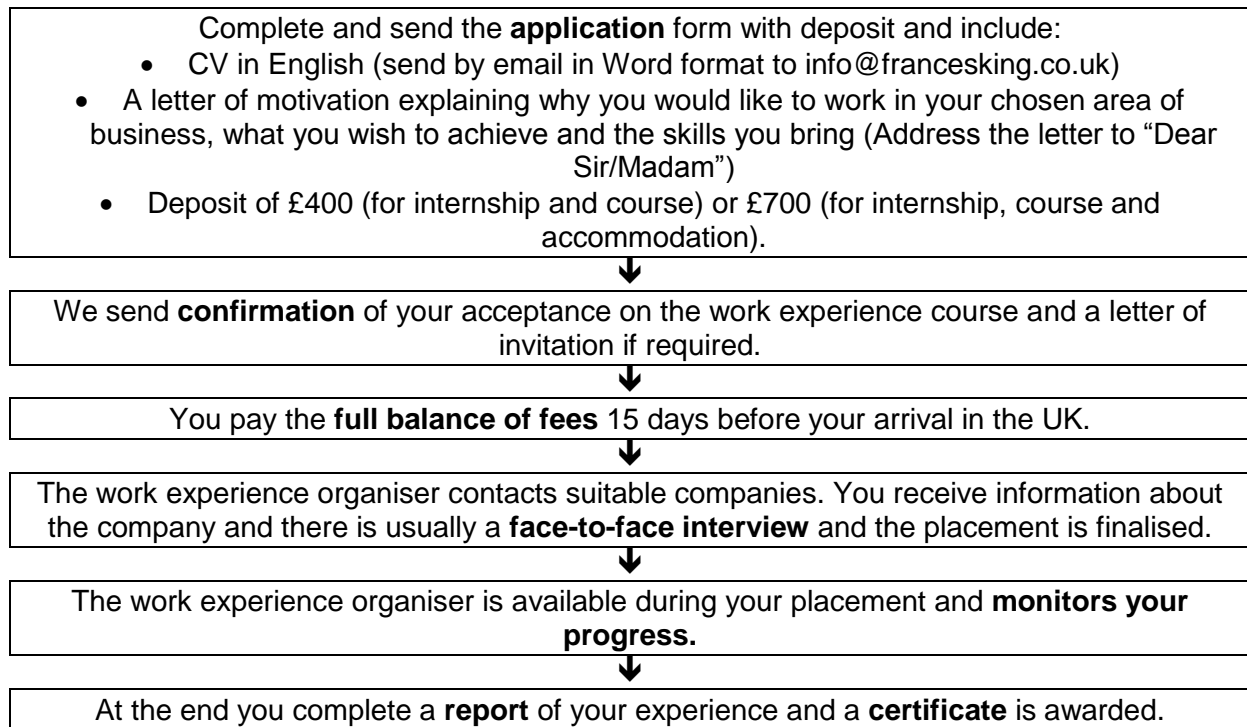 Complete and send the application form with deposit and include:
• CV in English (send by email in Word format to info@francesking.co.uk)
• A letter of motivation explaining why you would like to work in your chosen area of
business, what you wish to achieve and the skills you bring (Address the letter to “Dear
Sir/Madam”)
• Deposit of £400 (for internship and course) or £700 (for internship, course and
accommodation).
We send confirmation of your acceptance on the work experience course and a letter of
invitation if required.
You pay the full balance of fees 15 days before your arrival in the UK.
The work experience organiser contacts suitable companies. You receive information about
the company and there is usually a face-to-face interview and the placement is finalised.
The work experience organiser is available during your placement and monitors your
progress.
At the end you complete a report of your experience and a certificate is awarded.